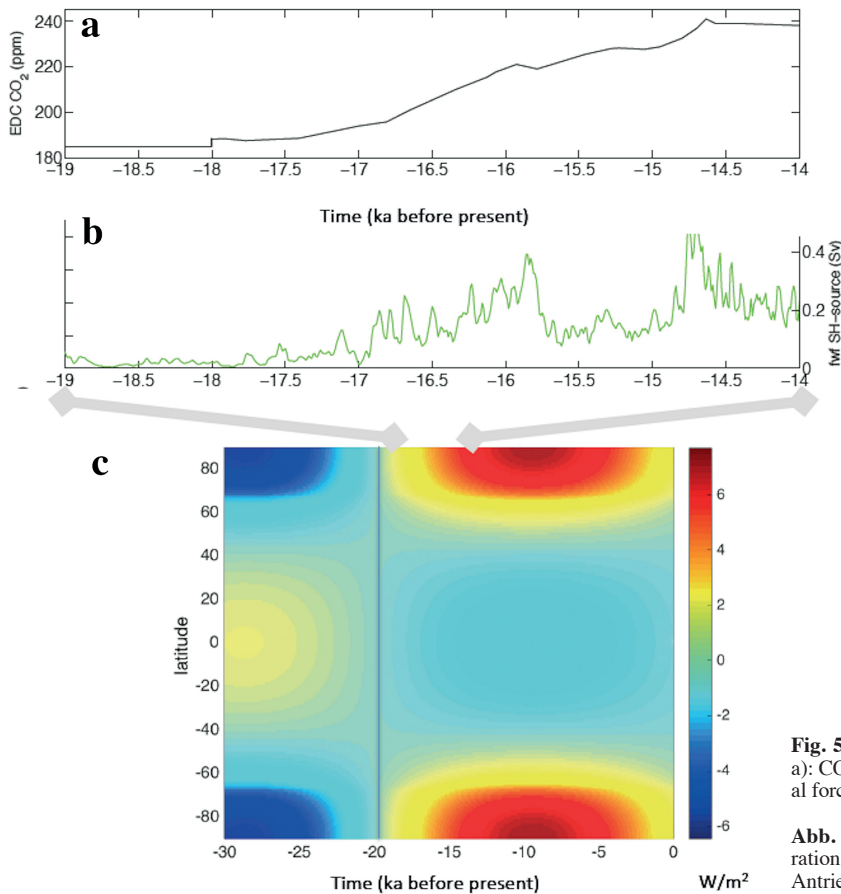 a
EDC CO2 (ppm)
240
220
200
180
−19 −18.5 −18 −17.5 −17 −16.5 −16 −15.5 −15 −14.5 −14
Time (ka before present)
b
0.4
0.2
0
fwf SH−source (Sv)
−19 −18.5 −18 −17.5 −17 −16.5 −16 −15.5 −15 −14.5 −14
c
latitude
80
60
40
20
0
-20
-40
-60
-80
-30 -25 -20 -15 -10 -5 0
Time (ka before present)
6
4
2
0
-2
-4
-6
W/m²
Fig. 5
a): CO
al forc
Abb.
ration
Antrie